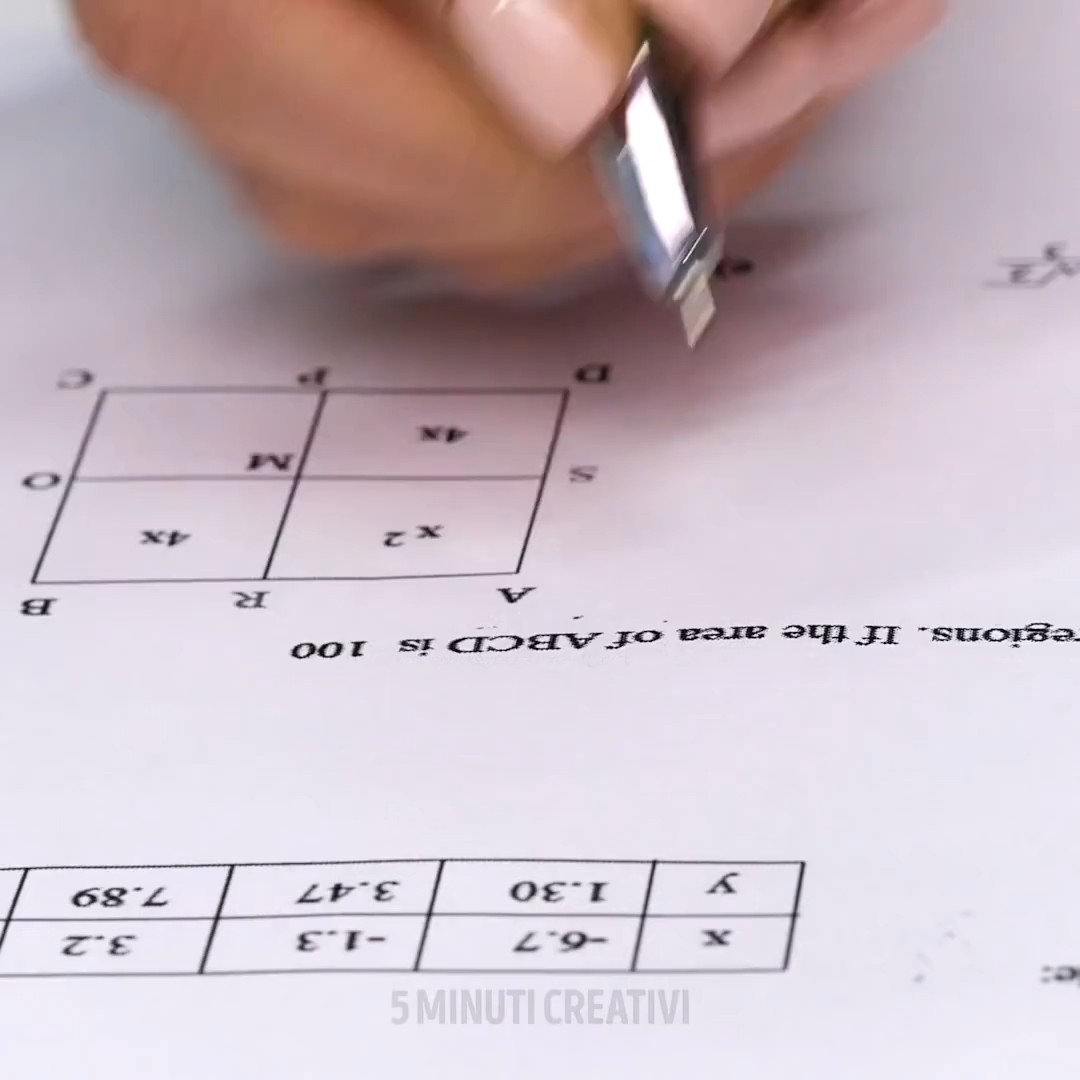 x -6.7 -1.3 3.2
y 1.30 3.47 7.89
If the area of ABCD is 100
A R B
x 2 4x
S M O
4x
D P C
5 MINUTI CREATIVI